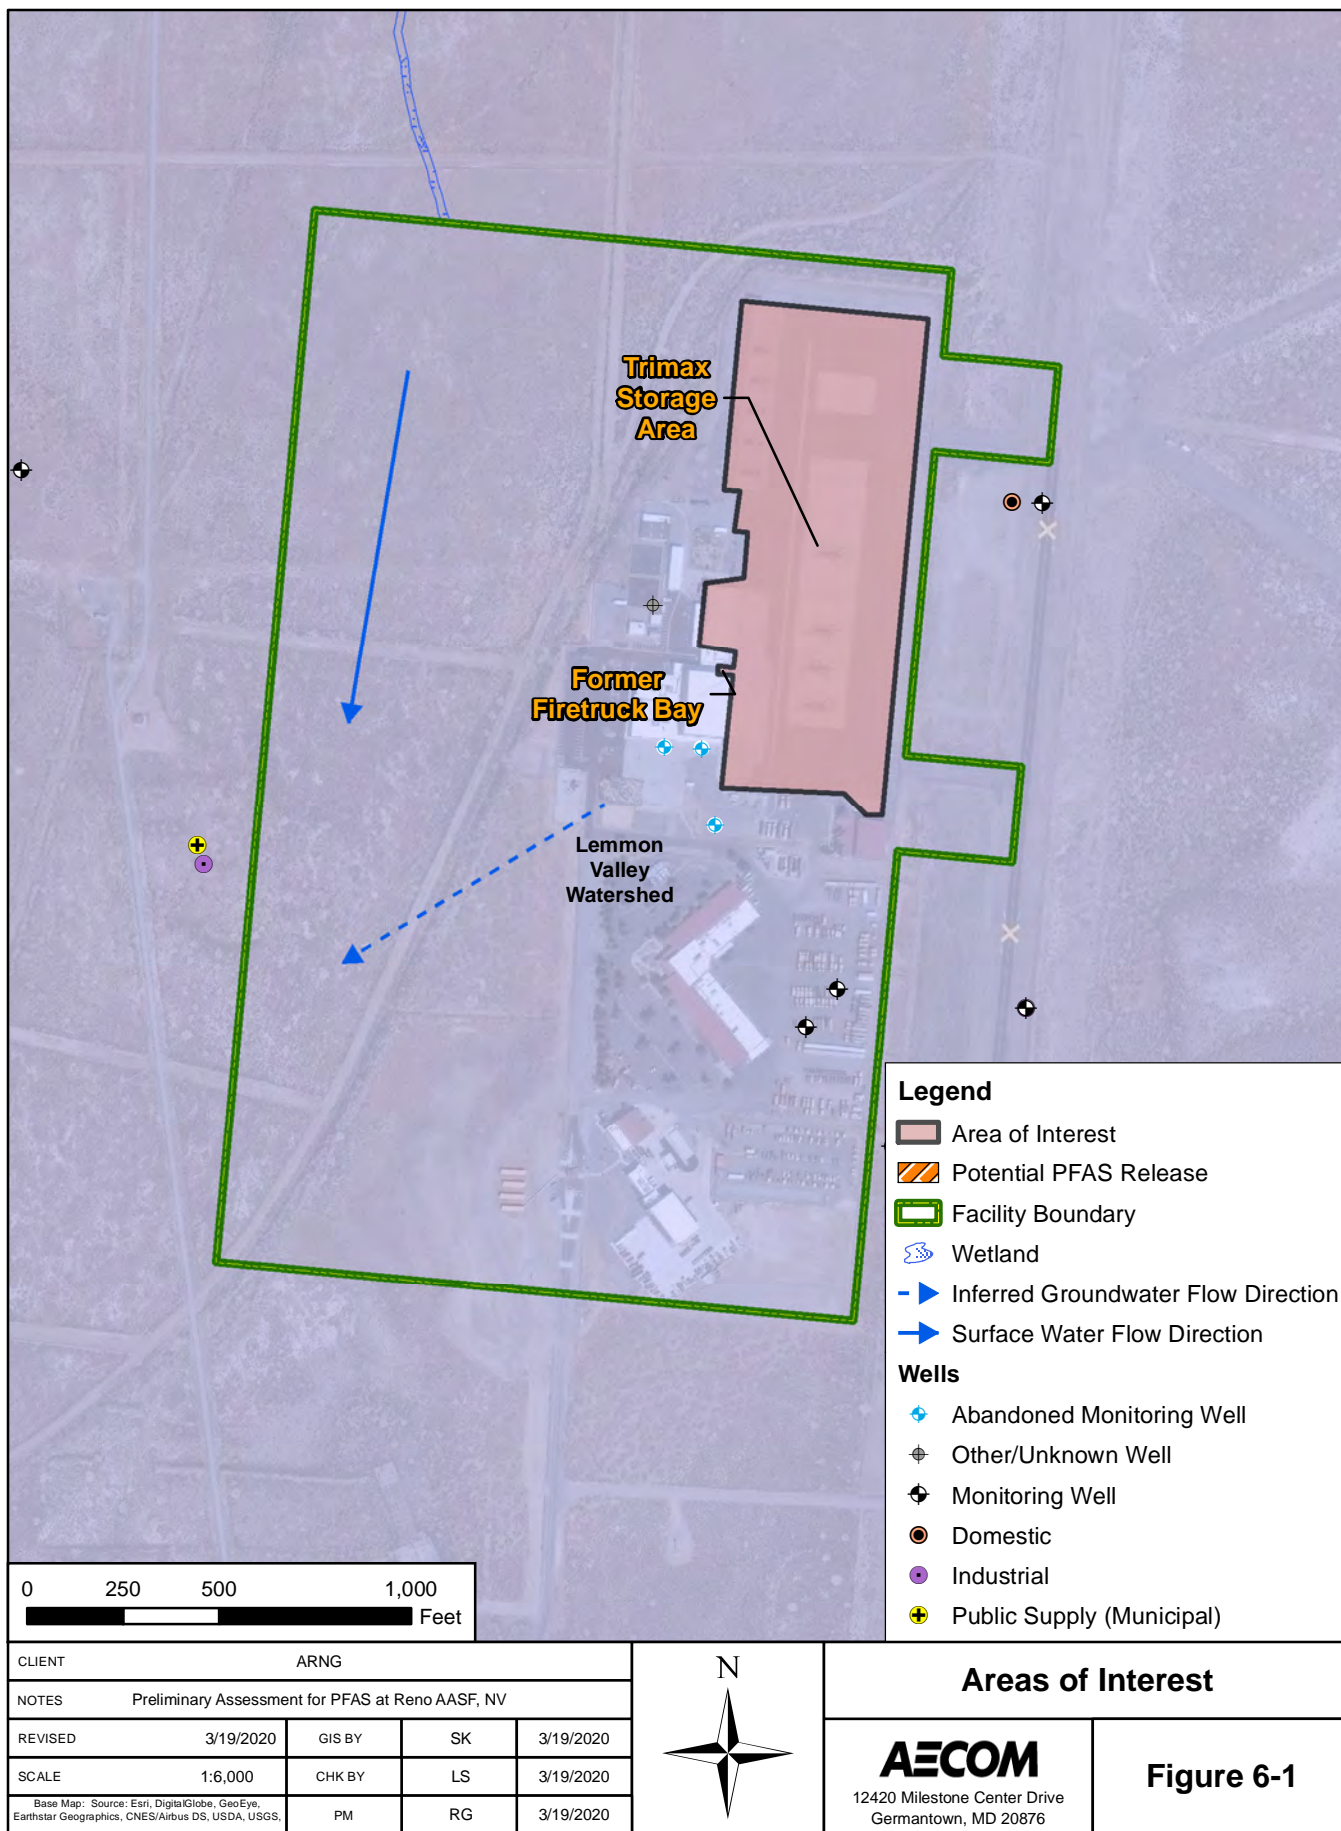 Trimax
Storage
Area
Former
Firetruck Bay
Lemmon
Valley
Watershed
Legend
Area of Interest
Potential PFAS Release
Facility Boundary
Wetland
Inferred Groundwater Flow Direction
Surface Water Flow Direction
Wells
Abandoned Monitoring Well
Other/Unknown Well
Monitoring Well
Domestic
Industrial
Public Supply (Municipal)
0 250 500 1,000
Feet
CLIENT ARNG
NOTES Preliminary Assessment for PFAS at Reno AASF, NV
REVISED 3/19/2020 GIS BY SK 3/19/2020
SCALE 1:6,000 CHK BY LS 3/19/2020
Base Map: Source: Esri, DigitalGlobe, GeoEye,
Earthstar Geographics, CNES/Airbus DS, USDA, USGS,
PM RG 3/19/2020
N
Areas of Interest
AECOM
12420 Milestone Center Drive
Germantown, MD 20876
Figure 6-1